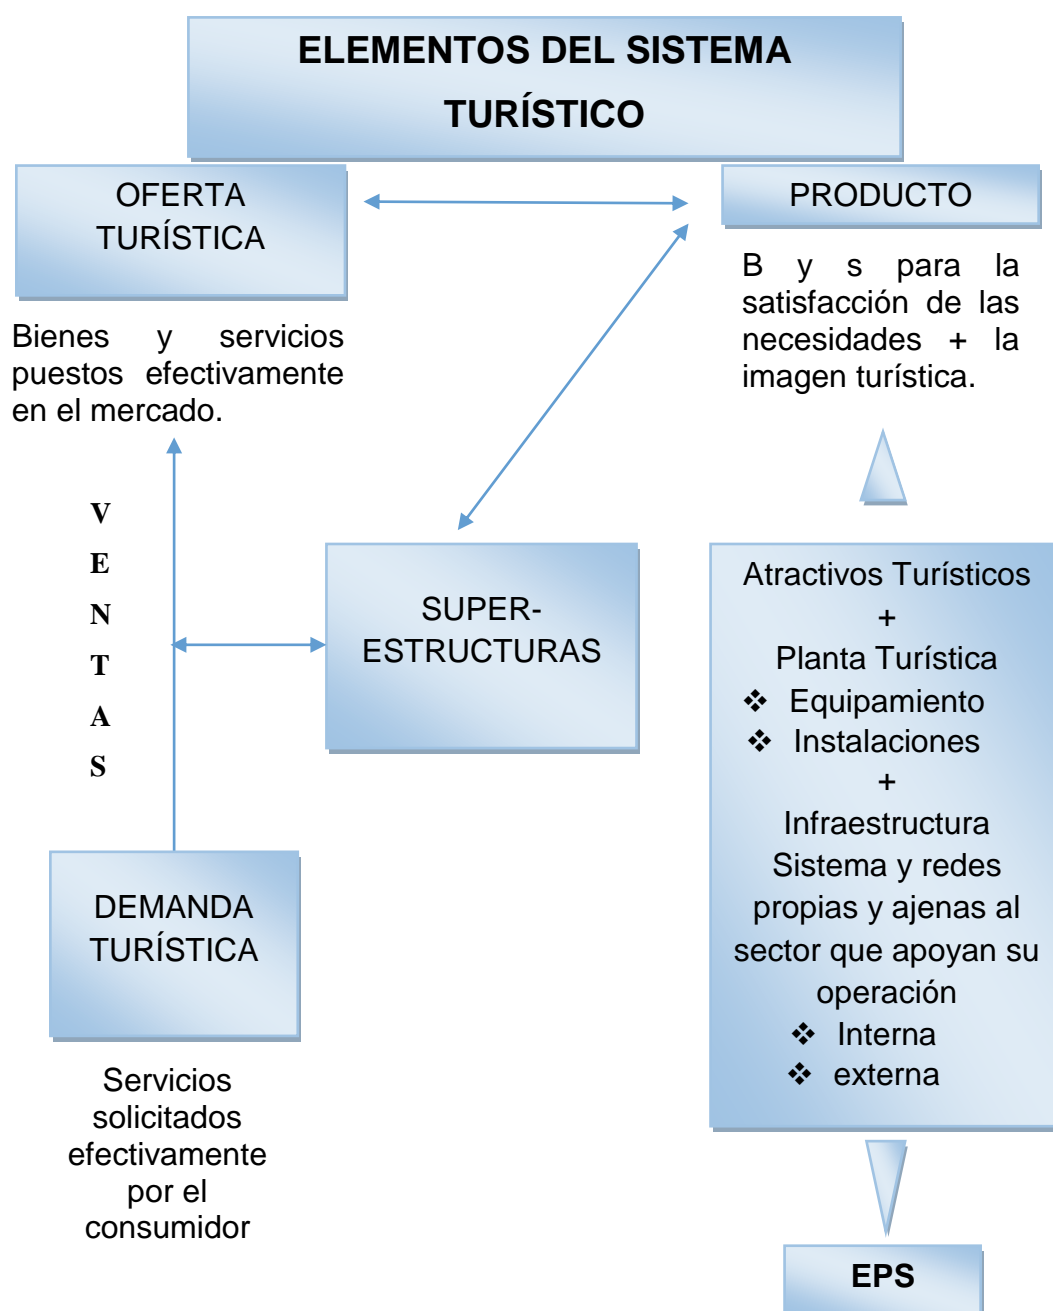 ELEMENTOS DEL SISTEMA
TURÍSTICO
OFERTA
TURÍSTICA
Bienes y servicios
puestos efectivamente
en el mercado.
PRODUCTO
B y s para la
satisfacción de las
necesidades + la
imagen turística.
V
E
N
T
A
S
SUPER-
ESTRUCTURAS
DEMANDA
TURÍSTICA
Servicios
solicitados
efectivamente
por el
consumidor
Atractivos Turísticos
+
Planta Turística
❖ Equipamiento
❖ Instalaciones
+
Infraestructura
Sistema y redes
propias y ajenas al
sector que apoyan su
operación
❖ Interna
❖ externa
EPS